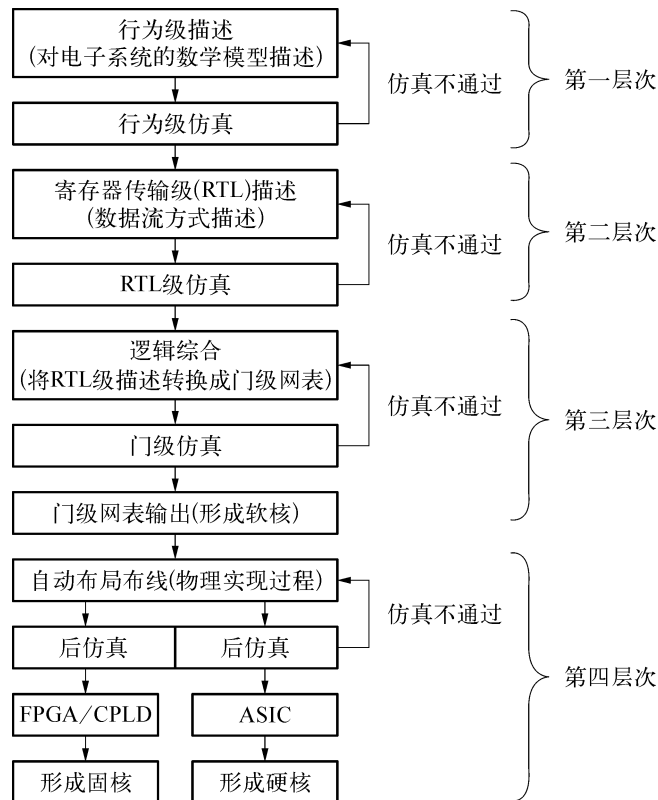 行为级描述
(对电子系统的数学模型描述)
仿真不通过
第一层次
行为级仿真
寄存器传输级(RTL)描述
(数据流方式描述)
仿真不通过
第二层次
RTL级仿真
逻辑综合
(将RTL级描述转换成门级网表)
仿真不通过
第三层次
门级仿真
门级网表输出(形成软核)
自动布局布线(物理实现过程)
仿真不通过
后仿真
后仿真
第四层次
FPGA/CPLD
ASIC
形成固核
形成硬核